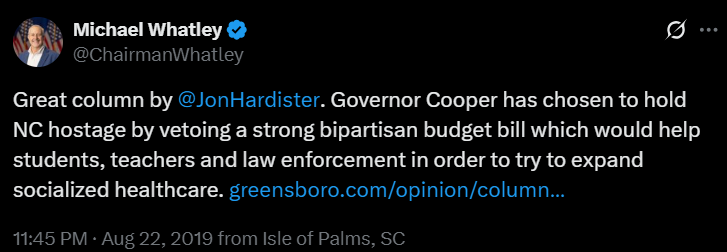 Michael Whatley
@ChairmanWhatley
Great column by @JonHardister. Governor Cooper has chosen to hold
NC hostage by vetoing a strong bipartisan budget bill which would help
students, teachers and law enforcement in order to try to expand
socialized healthcare. greensboro.com/opinion/column...
11:45 PM · Aug 22, 2019 from Isle of Palms, SC